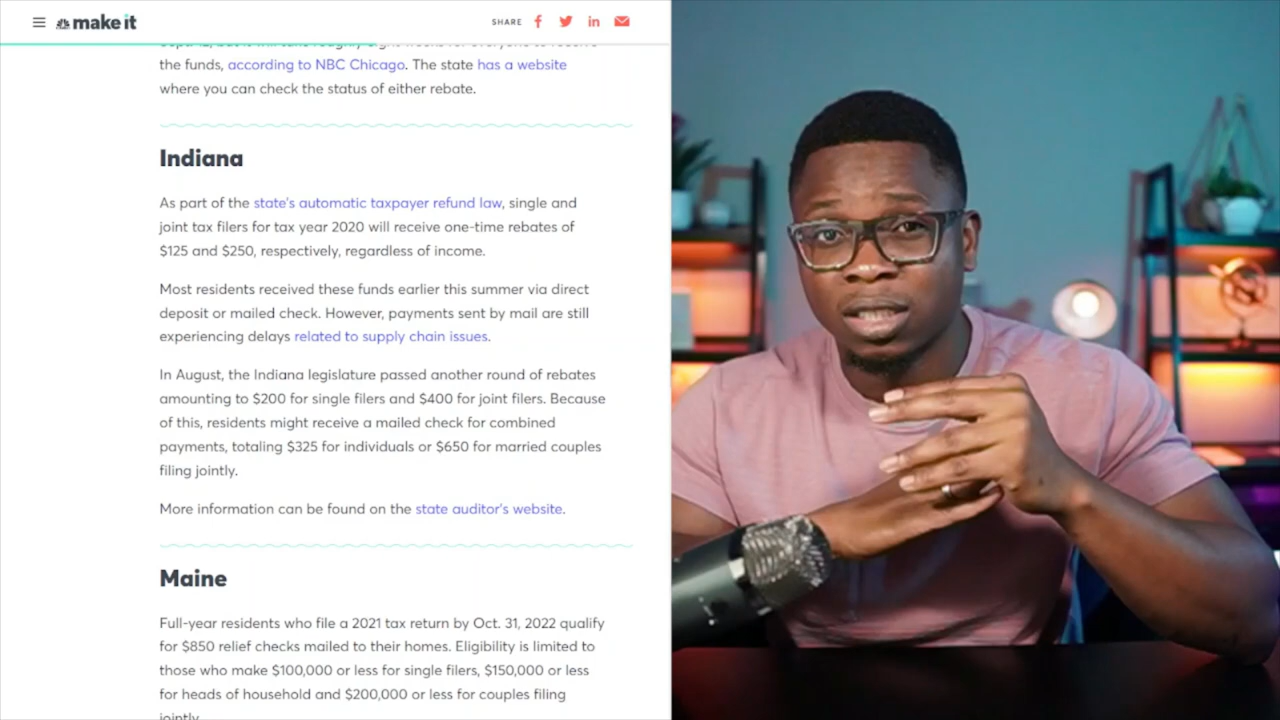 make it
SHARE
the funds, according to NBC Chicago. The state has a website
where you can check the status of either rebate.
Indiana
As part of the state's automatic taxpayer refund law, single and
joint tax filers for tax year 2020 will receive one-time rebates of
$125 and $250, respectively, regardless of income.
Most residents received these funds earlier this summer via direct
deposit or mailed check. However, payments sent by mail are still
experiencing delays related to supply chain issues.
In August, the Indiana legislature passed another round of rebates
amounting to $200 for single filers and $400 for joint filers. Because
of this, residents might receive a mailed check for combined
payments, totaling $325 for individuals or $650 for married couples
filing jointly.
More information can be found on the state auditor's website.
Maine
Full-year residents who file a 2021 tax return by Oct. 31, 2022 qualify
for $850 relief checks mailed to their homes. Eligibility is limited to
those who make $100,000 or less for single filers, $150,000 or less
for heads of household and $200,000 or less for couples filing
jointly